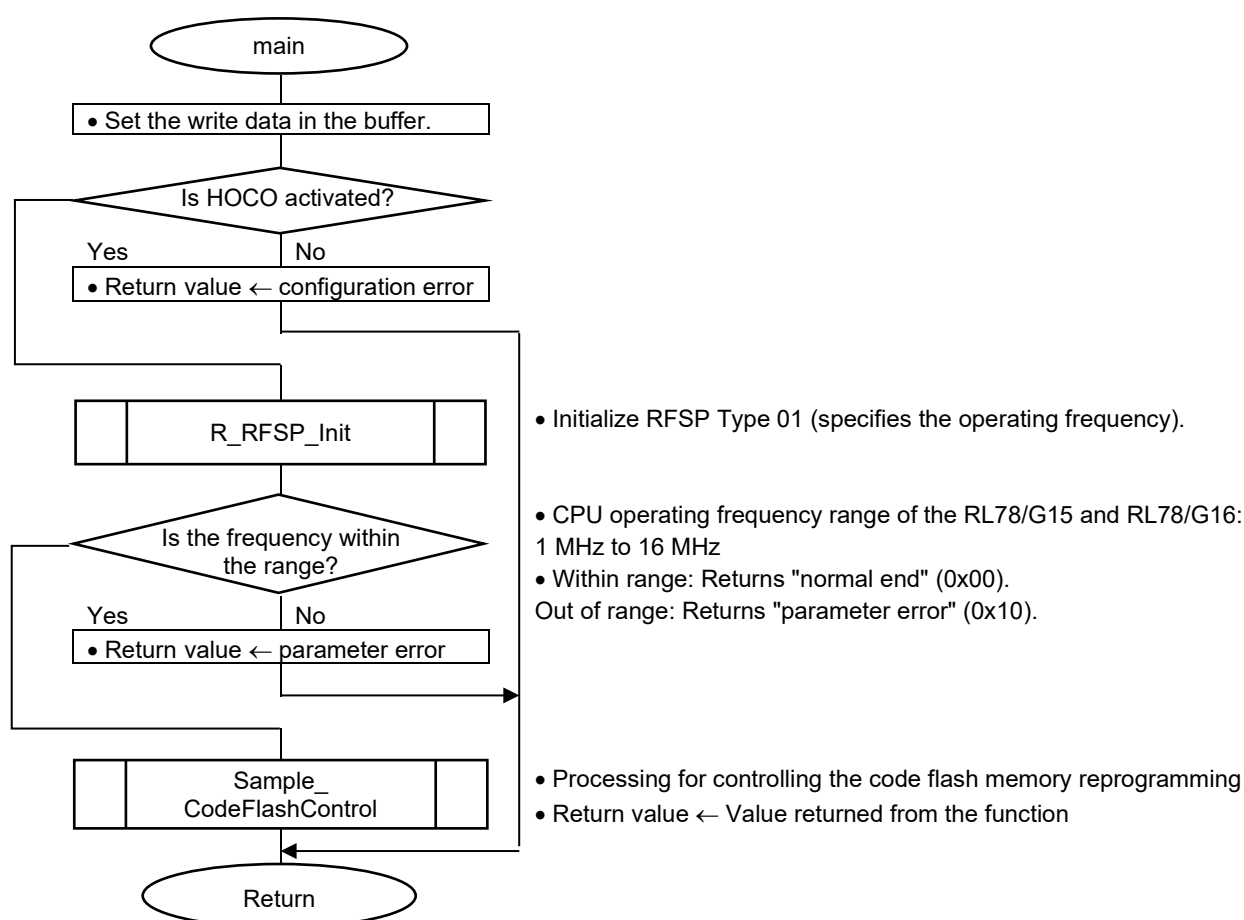 main
• Set the write data in the buffer.
Is HOCO activated?
Yes No
• Return value ← configuration error
R_RFSP_Init
• Initialize RFSP Type 01 (specifies the operating frequency).
Is the frequency within
the range?
• CPU operating frequency range of the RL78/G15 and RL78/G16:
1 MHz to 16 MHz
• Within range: Returns "normal end" (0x00).
Out of range: Returns "parameter error" (0x10).
Yes No
• Return value ← parameter error
Sample_
CodeFlashControl
• Processing for controlling the code flash memory reprogramming
• Return value ← Value returned from the function
Return